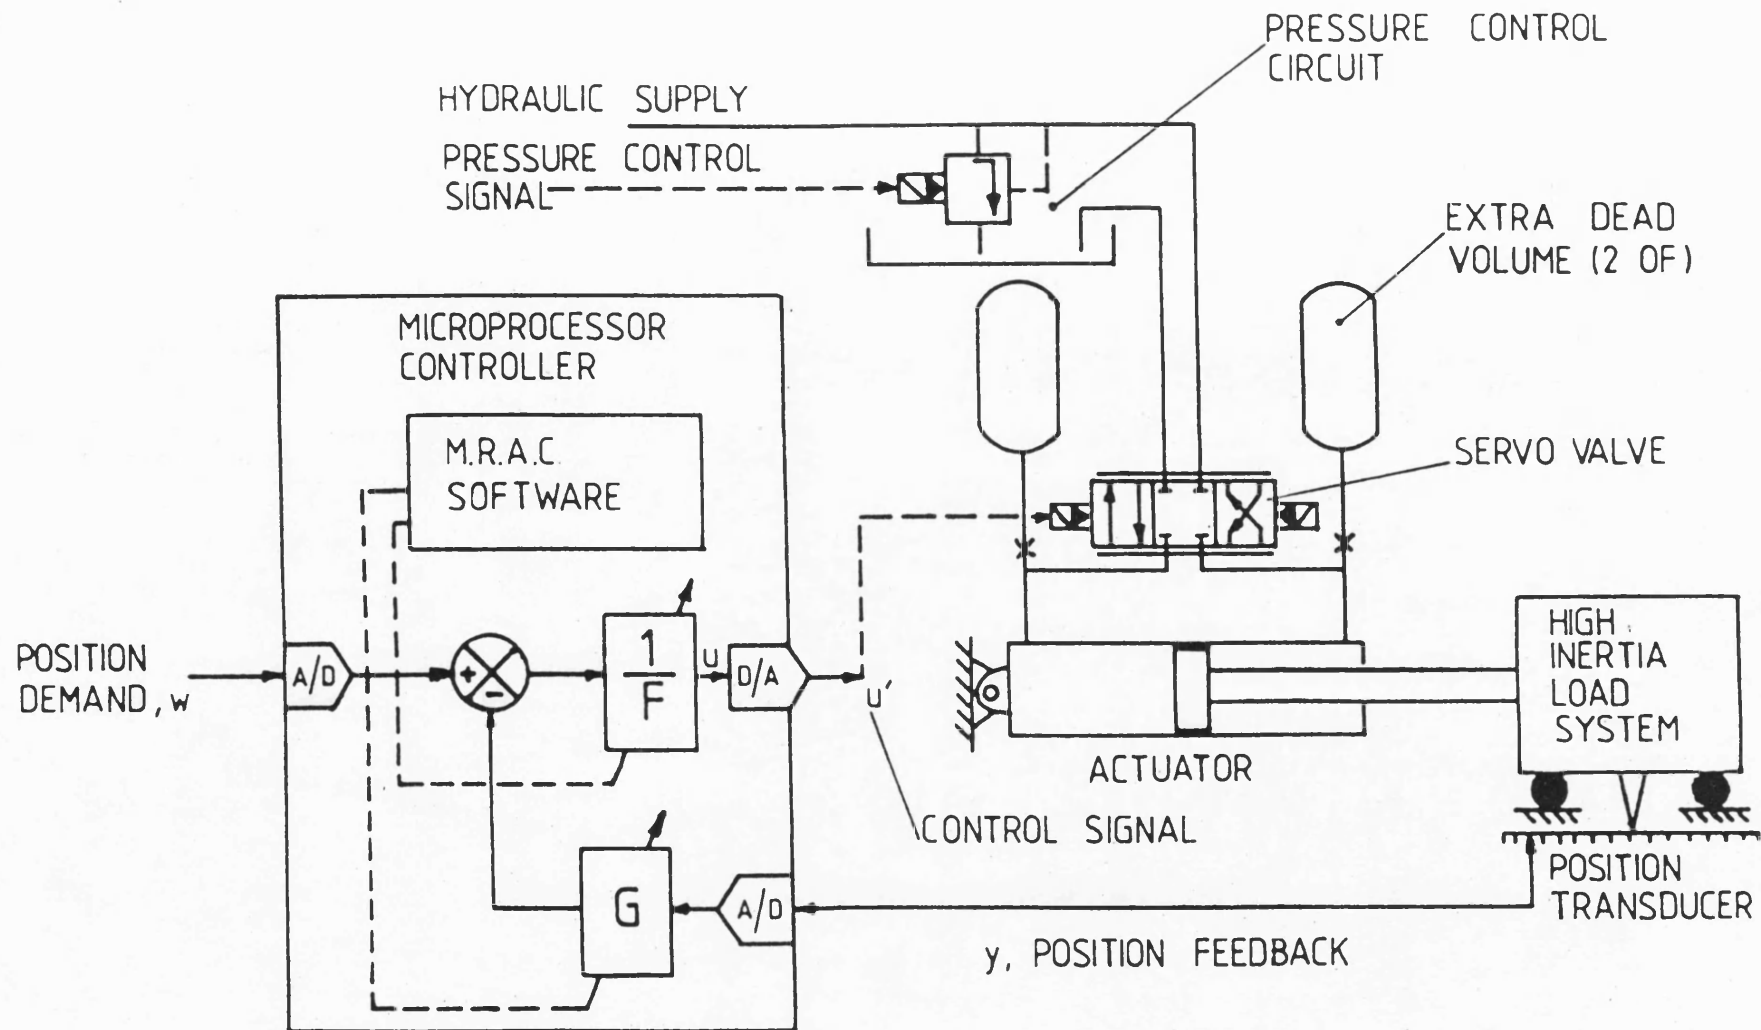 PRESSURE CONTROL
CIRCUIT
HYDRAULIC SUPPLY
PRESSURE CONTROL
SIGNAL
EXTRA DEAD
VOLUME (2 OF)
MICROPROCESSOR
CONTROLLER
M.R.A.C.
SOFTWARE
SERVO VALVE
POSITION
DEMAND, w
A/D
+
-
1
F
u
D/A
u'
HIGH
INERTIA
LOAD
SYSTEM
ACTUATOR
CONTROL SIGNAL
G
A/D
POSITION
TRANSDUCER
y, POSITION FEEDBACK